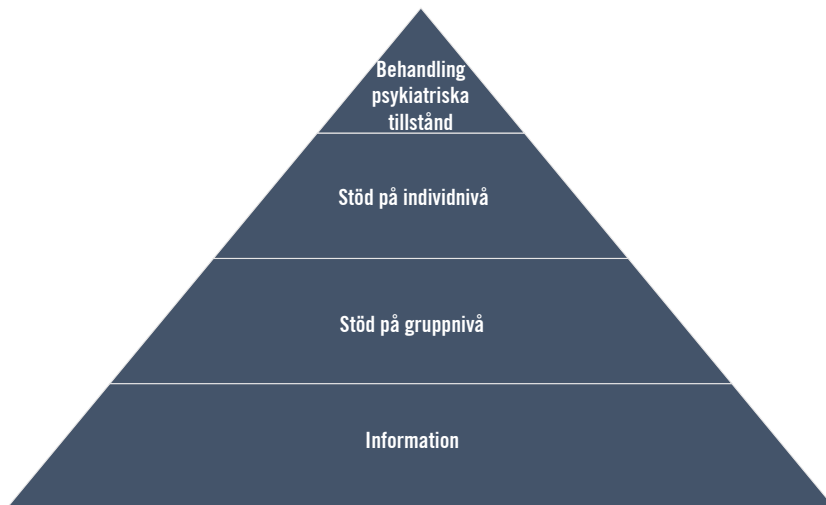 Behandling
psykiatriska
tillstånd
Stöd på individnivå
Stöd på gruppnivå
Information